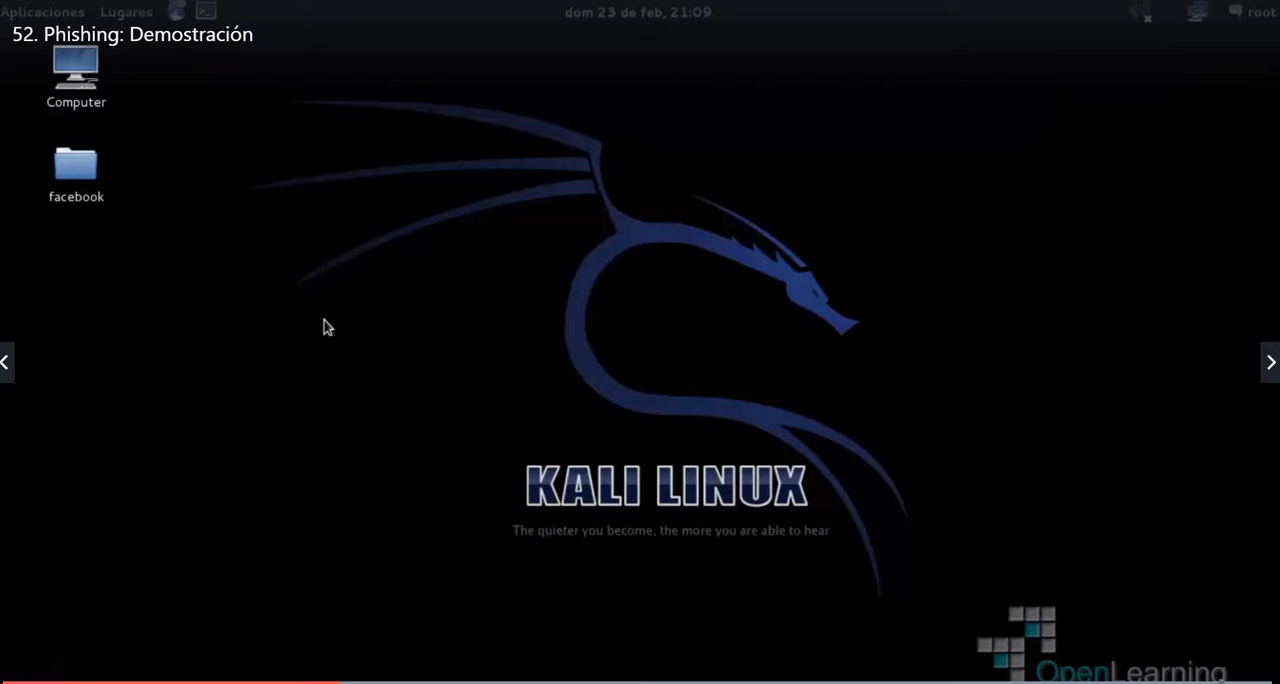 Aplicaciones Lugares dom 23 de feb, 21:09 root
52. Phishing: Demostración
Computer
facebook
KALI LINUX
The quieter you become, the more you are able to hear
OpenLearning